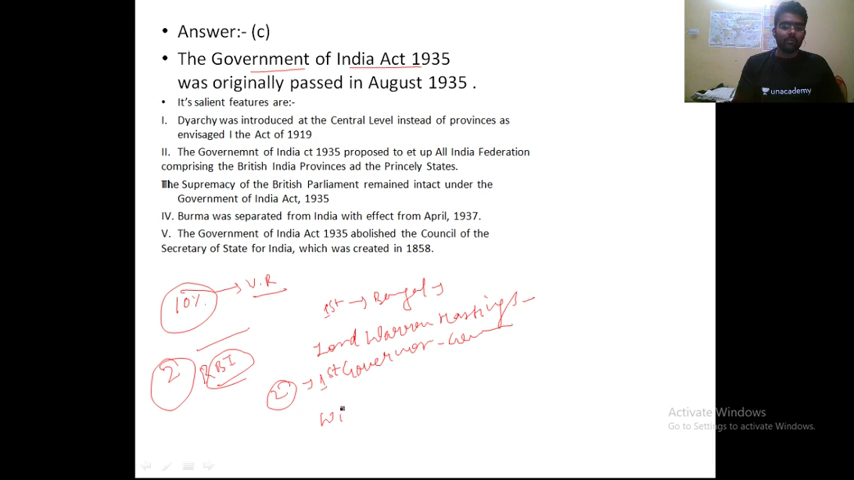 • Answer:- (c)
• The Government of India Act 1935
was originally passed in August 1935 .
• It's salient features are:-
I. Dyarchy was introduced at the Central Level instead of provinces as
envisaged I the Act of 1919
II. The Governemnt of India ct 1935 proposed to et up All India Federation
comprising the British India Provinces ad the Princely States.
The Supremacy of the British Parliament remained intact under the
Government of India Act, 1935
IV. Burma was separated from India with effect from April, 1937.
V. The Government of India Act 1935 abolished the Council of the
Secretary of State for India, which was created in 1858.
10% → V.R
1st → Bengal →
Lord Warren Hastings -
2 RBI
2 → 1st Governor-General
Wi
unacademy
Activate Windows
Go to Settings to activate Windows.